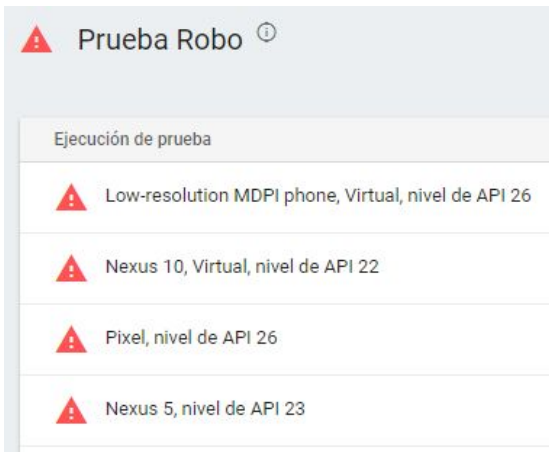 Prueba Robo
Ejecución de prueba
Low-resolution MDPI phone, Virtual, nivel de API 26
Nexus 10, Virtual, nivel de API 22
Pixel, nivel de API 26
Nexus 5, nivel de API 23